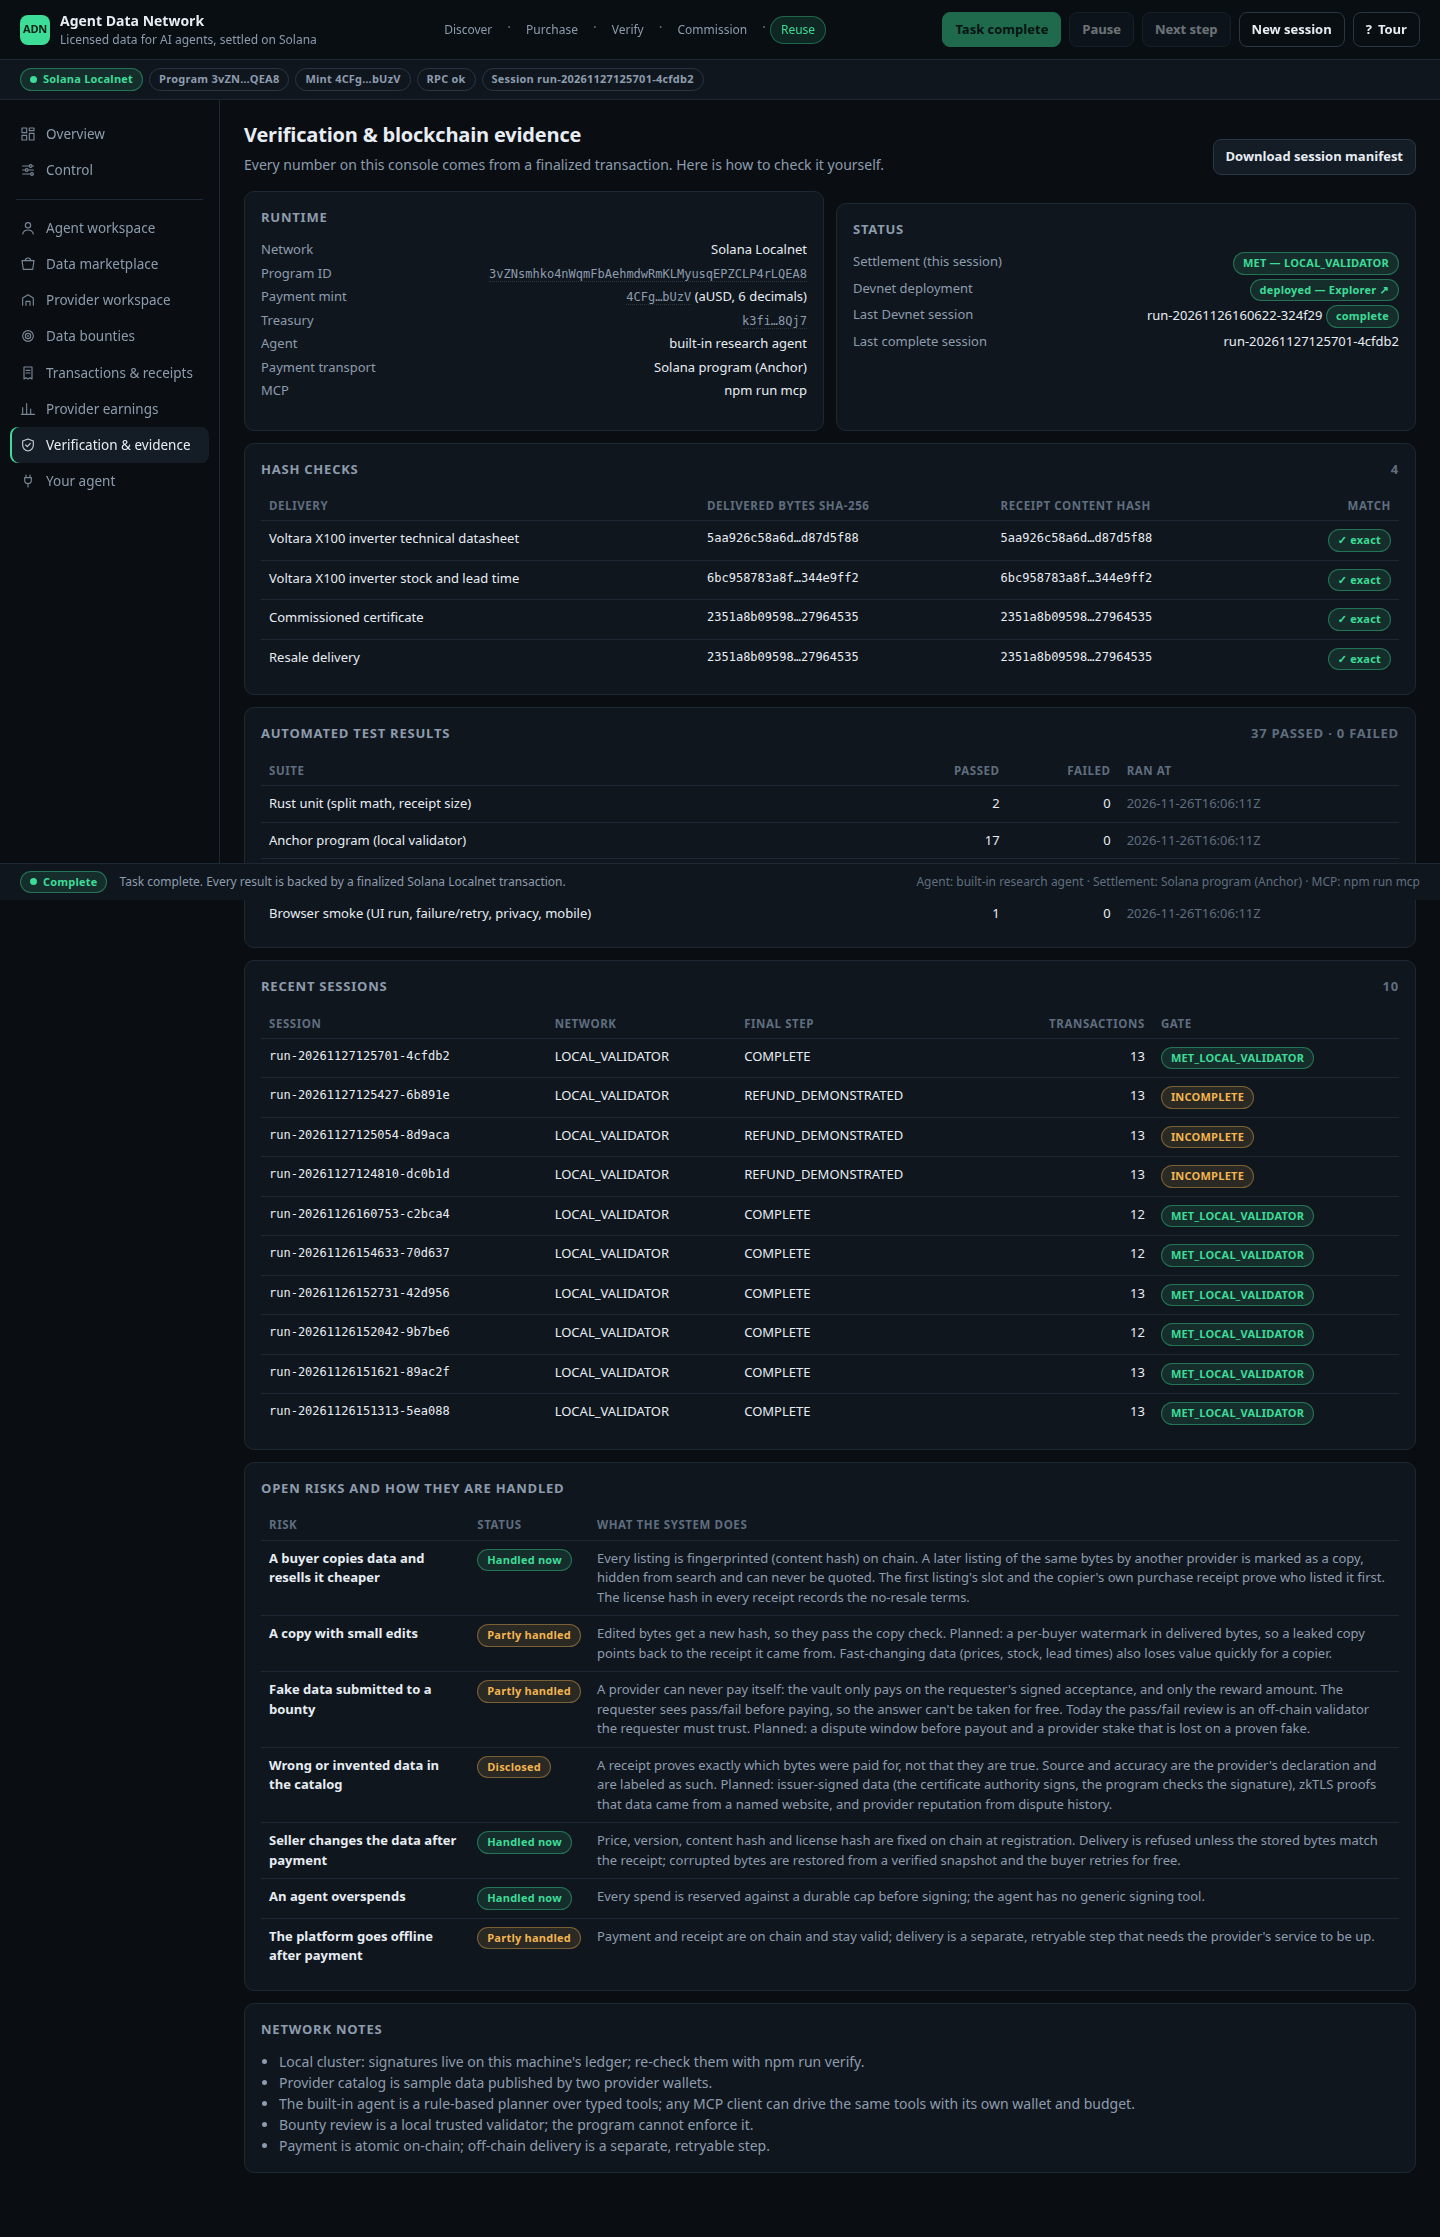 ADN
Agent Data Network
Licensed data for AI agents, settled on Solana
Discover · Purchase · Verify · Commission · Reuse
Task complete
Pause
Next step
New session
? Tour
Solana Localnet
Program 3vZN…QEA8
Mint 4CFg…bUzV
RPC ok
Session run-20261127125701-4cfdb2
Overview
Control
Agent workspace
Data marketplace
Provider workspace
Data bounties
Transactions & receipts
Provider earnings
Verification & evidence
Your agent
Verification & blockchain evidence
Every number on this console comes from a finalized transaction. Here is how to check it yourself.
Download session manifest
RUNTIME
Network Solana Localnet
Program ID 3vZNsmhko4nWqmFbAehmdwRmKLMyusqEPZCLP4rLQEA8
Payment mint 4CFg…bUzV (aUSD, 6 decimals)
Treasury k3fi…8Qj7
Agent built-in research agent
Payment transport Solana program (Anchor)
MCP npm run mcp
STATUS
Settlement (this session) MET — LOCAL_VALIDATOR
Devnet deployment deployed — Explorer ↗
Last Devnet session run-20261126160622-324f29 complete
Last complete session run-20261127125701-4cfdb2
HASH CHECKS 4
DELIVERY DELIVERED BYTES SHA-256 RECEIPT CONTENT HASH MATCH
Voltara X100 inverter technical datasheet 5aa926c58a6d…d87d5f88 5aa926c58a6d…d87d5f88 ✓ exact
Voltara X100 inverter stock and lead time 6bc958783a8f…344e9ff2 6bc958783a8f…344e9ff2 ✓ exact
Commissioned certificate 2351a8b09598…27964535 2351a8b09598…27964535 ✓ exact
Resale delivery 2351a8b09598…27964535 2351a8b09598…27964535 ✓ exact
AUTOMATED TEST RESULTS 37 PASSED · 0 FAILED
SUITE PASSED FAILED RAN AT
Rust unit (split math, receipt size) 2 0 2026-11-26T16:06:11Z
Anchor program (local validator) 17 0 2026-11-26T16:06:11Z
Complete Task complete. Every result is backed by a finalized Solana Localnet transaction. Agent: built-in research agent · Settlement: Solana program (Anchor) · MCP: npm run mcp
Browser smoke (UI run, failure/retry, privacy, mobile) 1 0 2026-11-26T16:06:11Z
RECENT SESSIONS 10
SESSION NETWORK FINAL STEP TRANSACTIONS GATE
run-20261127125701-4cfdb2 LOCAL_VALIDATOR COMPLETE 13 MET_LOCAL_VALIDATOR
run-20261127125427-6b891e LOCAL_VALIDATOR REFUND_DEMONSTRATED 13 INCOMPLETE
run-20261127125054-8d9aca LOCAL_VALIDATOR REFUND_DEMONSTRATED 13 INCOMPLETE
run-20261127124810-dc0b1d LOCAL_VALIDATOR REFUND_DEMONSTRATED 13 INCOMPLETE
run-20261126160753-c2bca4 LOCAL_VALIDATOR COMPLETE 12 MET_LOCAL_VALIDATOR
run-20261126154633-70d637 LOCAL_VALIDATOR COMPLETE 12 MET_LOCAL_VALIDATOR
run-20261126152731-42d956 LOCAL_VALIDATOR COMPLETE 13 MET_LOCAL_VALIDATOR
run-20261126152042-9b7be6 LOCAL_VALIDATOR COMPLETE 12 MET_LOCAL_VALIDATOR
run-20261126151621-89ac2f LOCAL_VALIDATOR COMPLETE 13 MET_LOCAL_VALIDATOR
run-20261126151313-5ea088 LOCAL_VALIDATOR COMPLETE 13 MET_LOCAL_VALIDATOR
OPEN RISKS AND HOW THEY ARE HANDLED
RISK STATUS WHAT THE SYSTEM DOES
A buyer copies data and
resells it cheaper
Handled now
Every listing is fingerprinted (content hash) on chain. A later listing of the same bytes by another provider is marked as a copy,
hidden from search and can never be quoted. The first listing's slot and the copier's own purchase receipt prove who listed it first.
The license hash in every receipt records the no-resale terms.
A copy with small edits
Partly handled
Edited bytes get a new hash, so they pass the copy check. Planned: a per-buyer watermark in delivered bytes, so a leaked copy
points back to the receipt it came from. Fast-changing data (prices, stock, lead times) also loses value quickly for a copier.
Fake data submitted to a
bounty
Partly handled
A provider can never pay itself: the vault only pays on the requester's signed acceptance, and only the reward amount. The
requester sees pass/fail before paying, so the answer can't be taken for free. Today the pass/fail review is an off-chain validator
the requester must trust. Planned: a dispute window before payout and a provider stake that is lost on a proven fake.
Wrong or invented data in
the catalog
Disclosed
A receipt proves exactly which bytes were paid for, not that they are true. Source and accuracy are the provider's declaration and
are labeled as such. Planned: issuer-signed data (the certificate authority signs, the program checks the signature), zkTLS proofs
that data came from a named website, and provider reputation from dispute history.
Seller changes the data after
payment
Handled now
Price, version, content hash and license hash are fixed on chain at registration. Delivery is refused unless the stored bytes match
the receipt; corrupted bytes are restored from a verified snapshot and the buyer retries for free.
An agent overspends
Handled now
Every spend is reserved against a durable cap before signing; the agent has no generic signing tool.
The platform goes offline
after payment
Partly handled
Payment and receipt are on chain and stay valid; delivery is a separate, retryable step that needs the provider's service to be up.
NETWORK NOTES
• Local cluster: signatures live on this machine's ledger; re-check them with npm run verify.
• Provider catalog is sample data published by two provider wallets.
• The built-in agent is a rule-based planner over typed tools; any MCP client can drive the same tools with its own wallet and budget.
• Bounty review is a local trusted validator; the program cannot enforce it.
• Payment is atomic on-chain; off-chain delivery is a separate, retryable step.